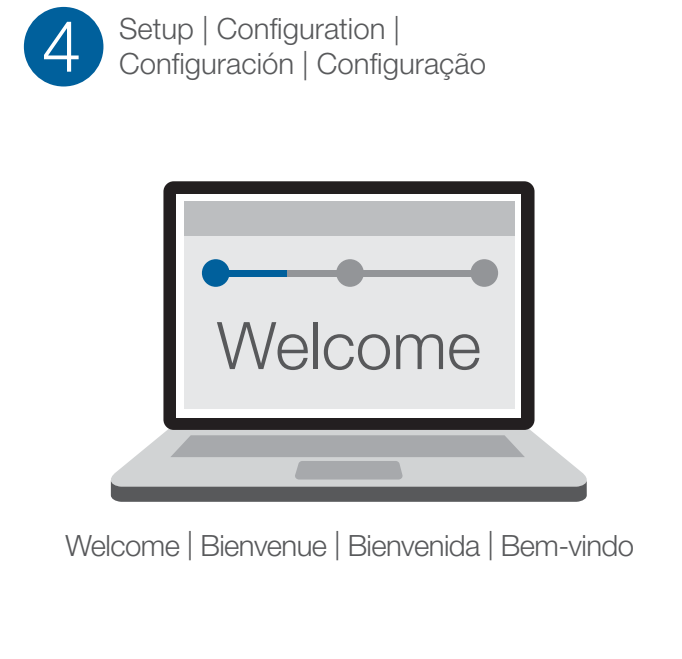 4
Setup | Configuration |
Configuración | Configuração
Welcome
Welcome | Bienvenue | Bienvenida | Bem-vindo